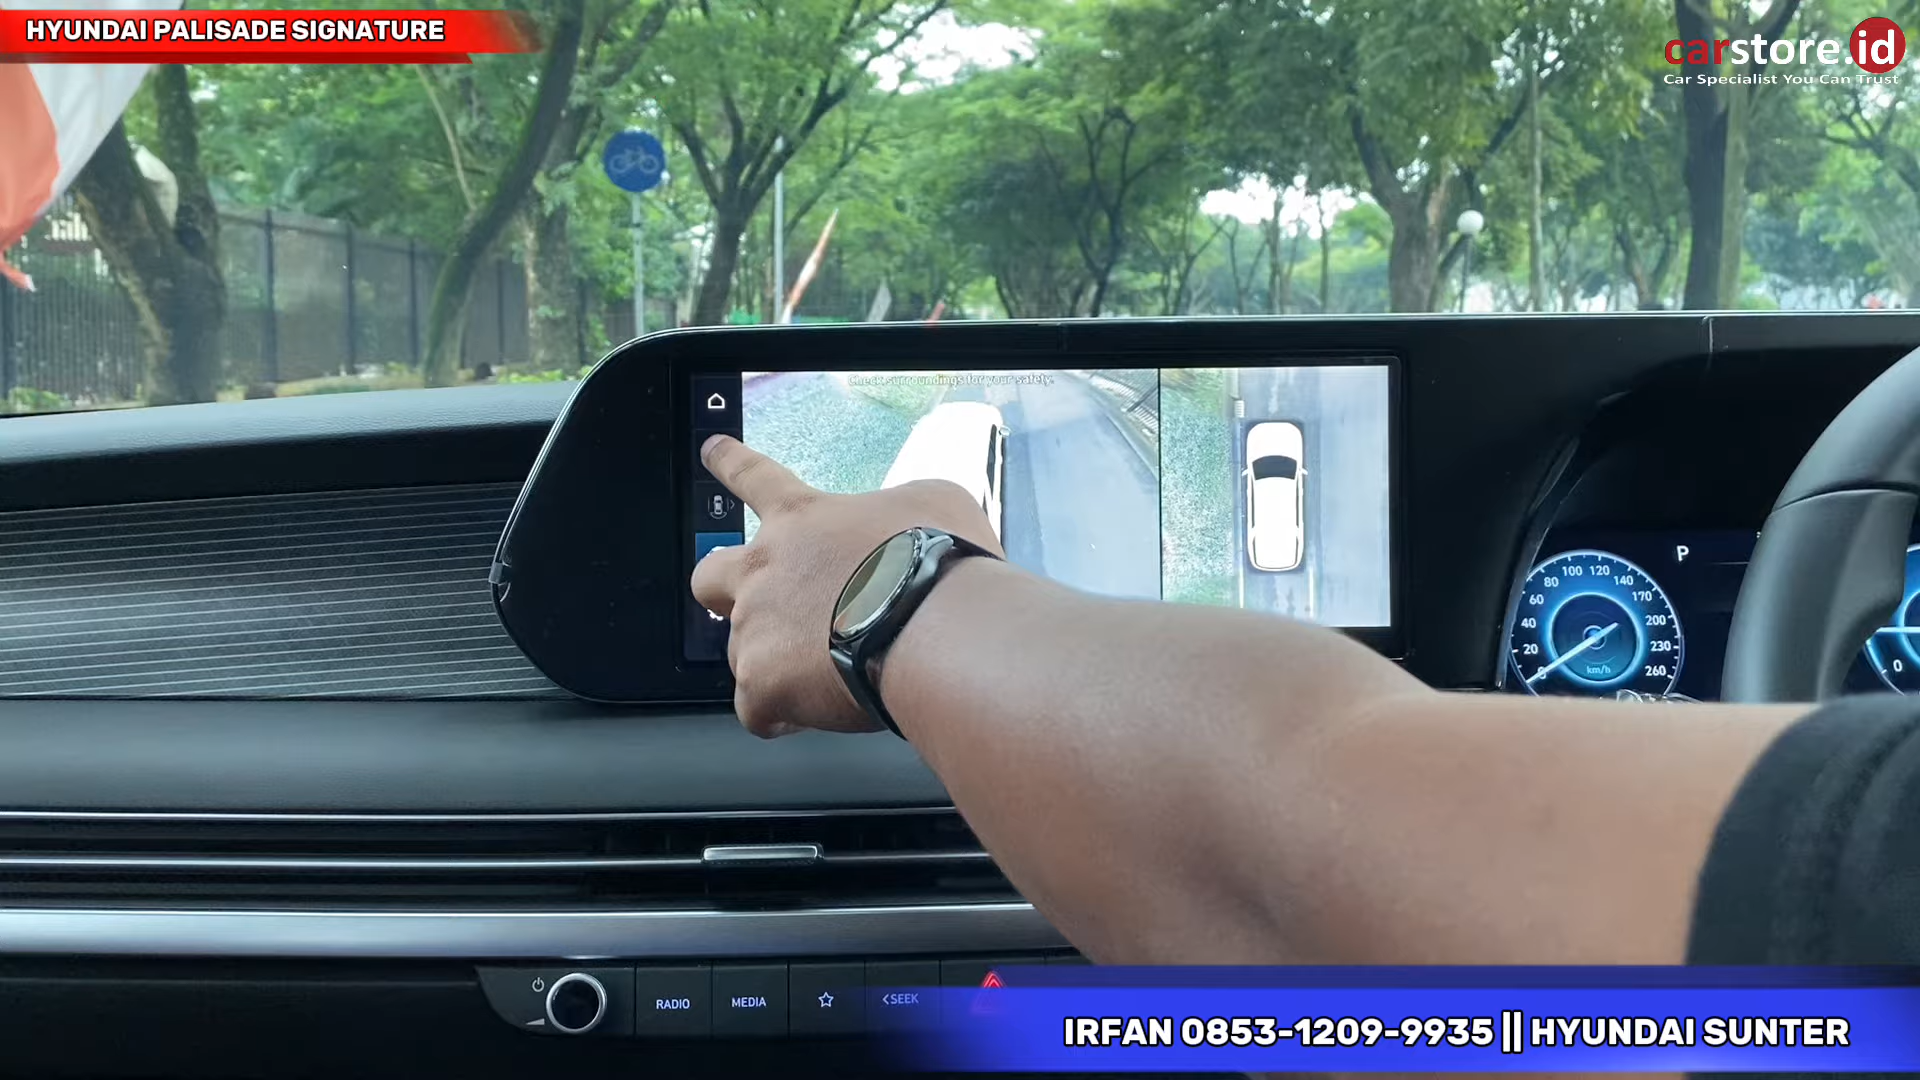 HYUNDAI PALISADE SIGNATURE
carstore.id
Car Specialist You Can Trust
Check surroundings for your safety.
P
0
20
40
60
80
100
120
140
170
200
230
260
km/h
0
RADIO
MEDIA
<SEEK
IRFAN 0853-1209-9935 || HYUNDAI SUNTER